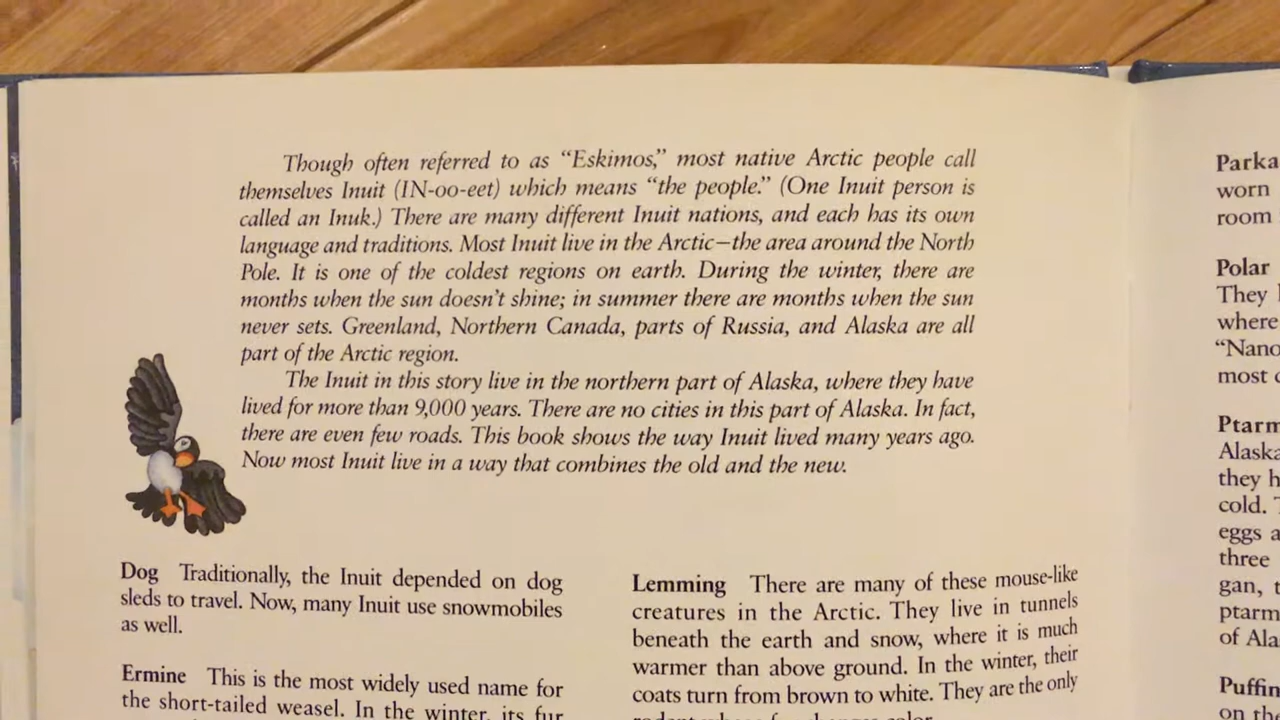 Though often referred to as “Eskimos,” most native Arctic people call
themselves Inuit (IN-oo-eet) which means “the people.” (One Inuit person is
called an Inuk.) There are many different Inuit nations, and each has its own
language and traditions. Most Inuit live in the Arctic—the area around the North
Pole. It is one of the coldest regions on earth. During the winter, there are
months when the sun doesn’t shine; in summer there are months when the sun
never sets. Greenland, Northern Canada, parts of Russia, and Alaska are all
part of the Arctic region.
The Inuit in this story live in the northern part of Alaska, where they have
lived for more than 9,000 years. There are no cities in this part of Alaska. In fact,
there are even few roads. This book shows the way Inuit lived many years ago.
Now most Inuit live in a way that combines the old and the new.
Dog Traditionally, the Inuit depended on dog
sleds to travel. Now, many Inuit use snowmobiles
as well.
Ermine This is the most widely used name for
the short-tailed weasel. In the winter, its fur
Lemming There are many of these mouse-like
creatures in the Arctic. They live in tunnels
beneath the earth and snow, where it is much
warmer than above ground. In the winter, their
coats turn from brown to white. They are the only
Parka
worn
room
Polar
They
where
“Nano
most
Ptarm
Alaska
they h
cold.
eggs a
three
gan, t
ptarm
of Ala
Puffin
on the